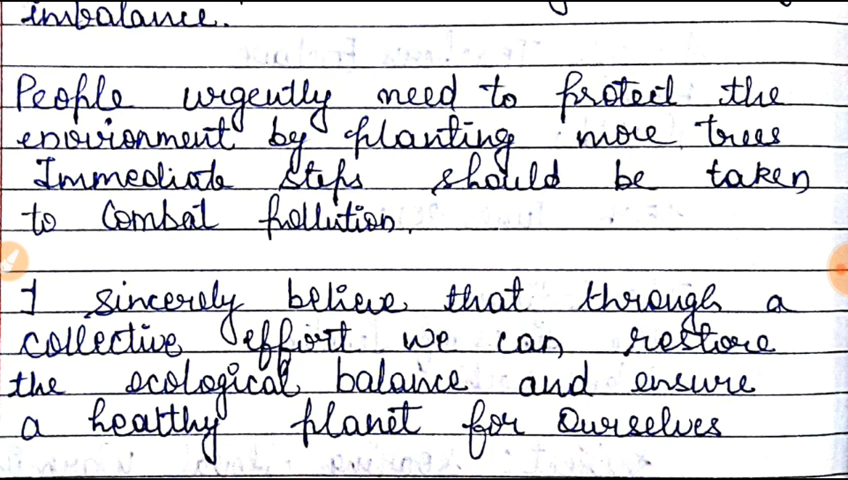 imbalance.
People urgently need to protect the
environment by planting more trees
Immediate steps should be taken
to combat pollution.
I sincerely believe that through a
collective effort we can restore
the ecological balance and ensure
a healthy planet for ourselves